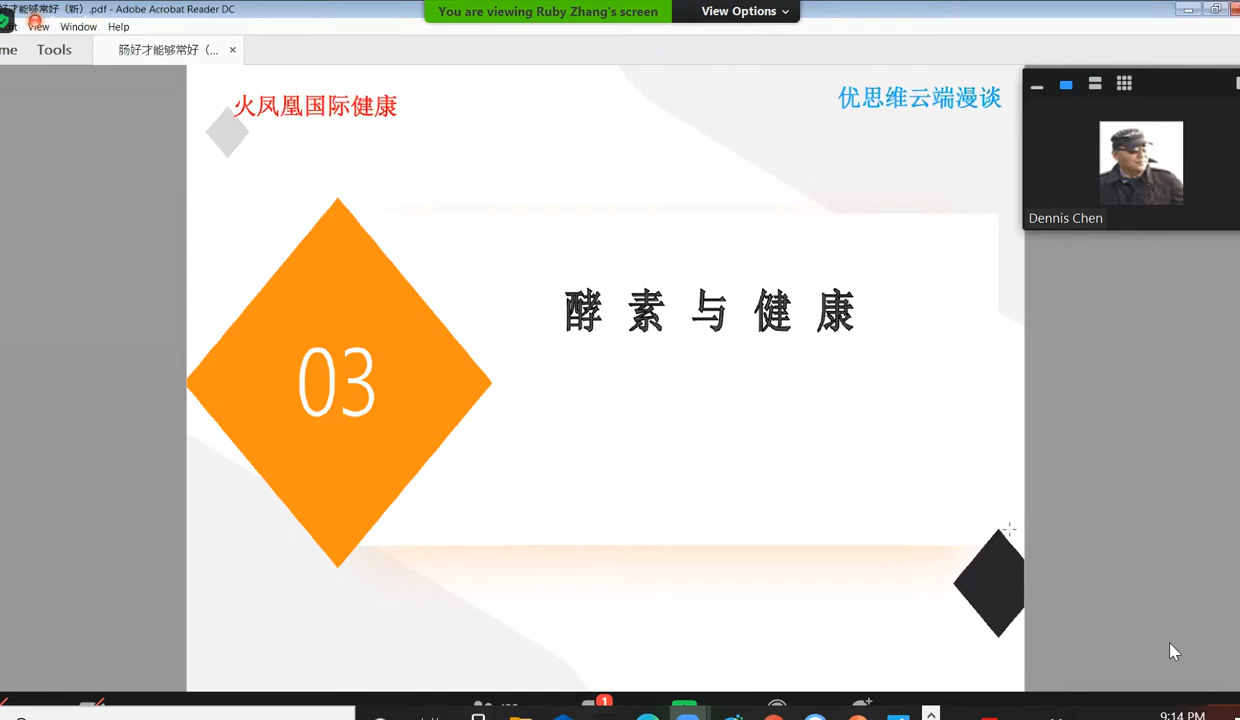 好才能够常好（新）.pdf - Adobe Acrobat Reader DC
You are viewing Ruby Zhang's screen
View Options
View Window Help
me Tools 肠好才能够常好（... ×
火凤凰国际健康
优思维云端漫谈
Dennis Chen
酵素与健康
03
1
9:14 PM